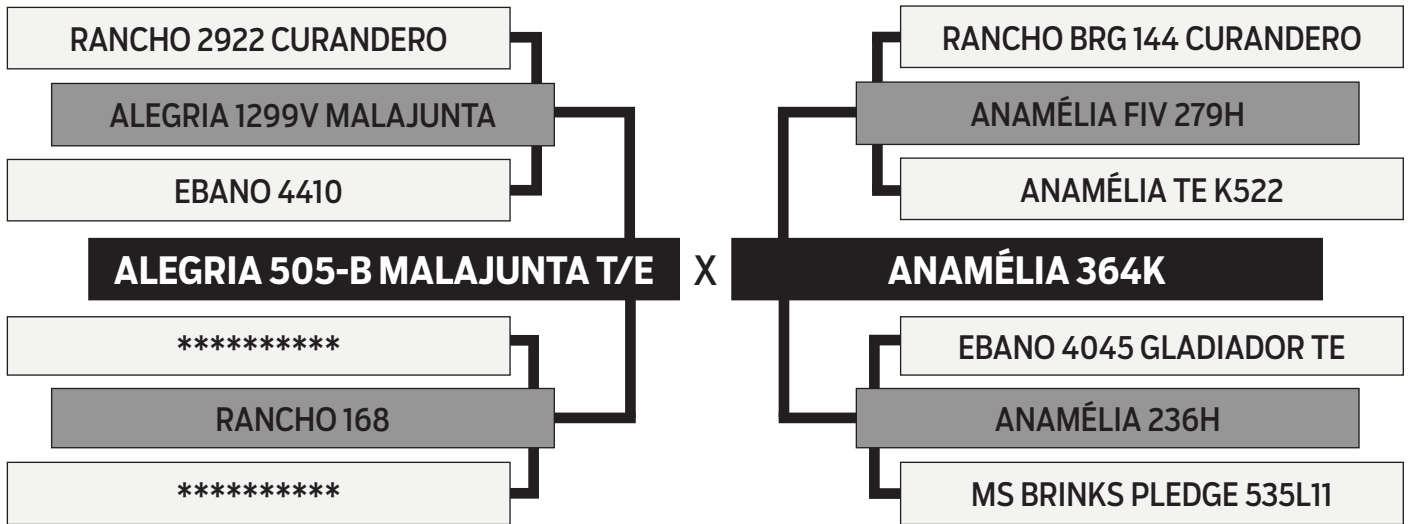 RANCHO 2922 CURANDERO
ALEGRIA 1299V MALAJUNTA
EBANO 4410
ALEGRIA 505-B MALAJUNTA T/E
**********
RANCHO 168
**********
X
RANCHO BRG 144 CURANDERO
ANAMÉLIA FIV 279H
ANAMÉLIA TE K522
ANAMÉLIA 364K
EBANO 4045 GLADIADOR TE
ANAMÉLIA 236H
MS BRINKS PLEDGE 535L11